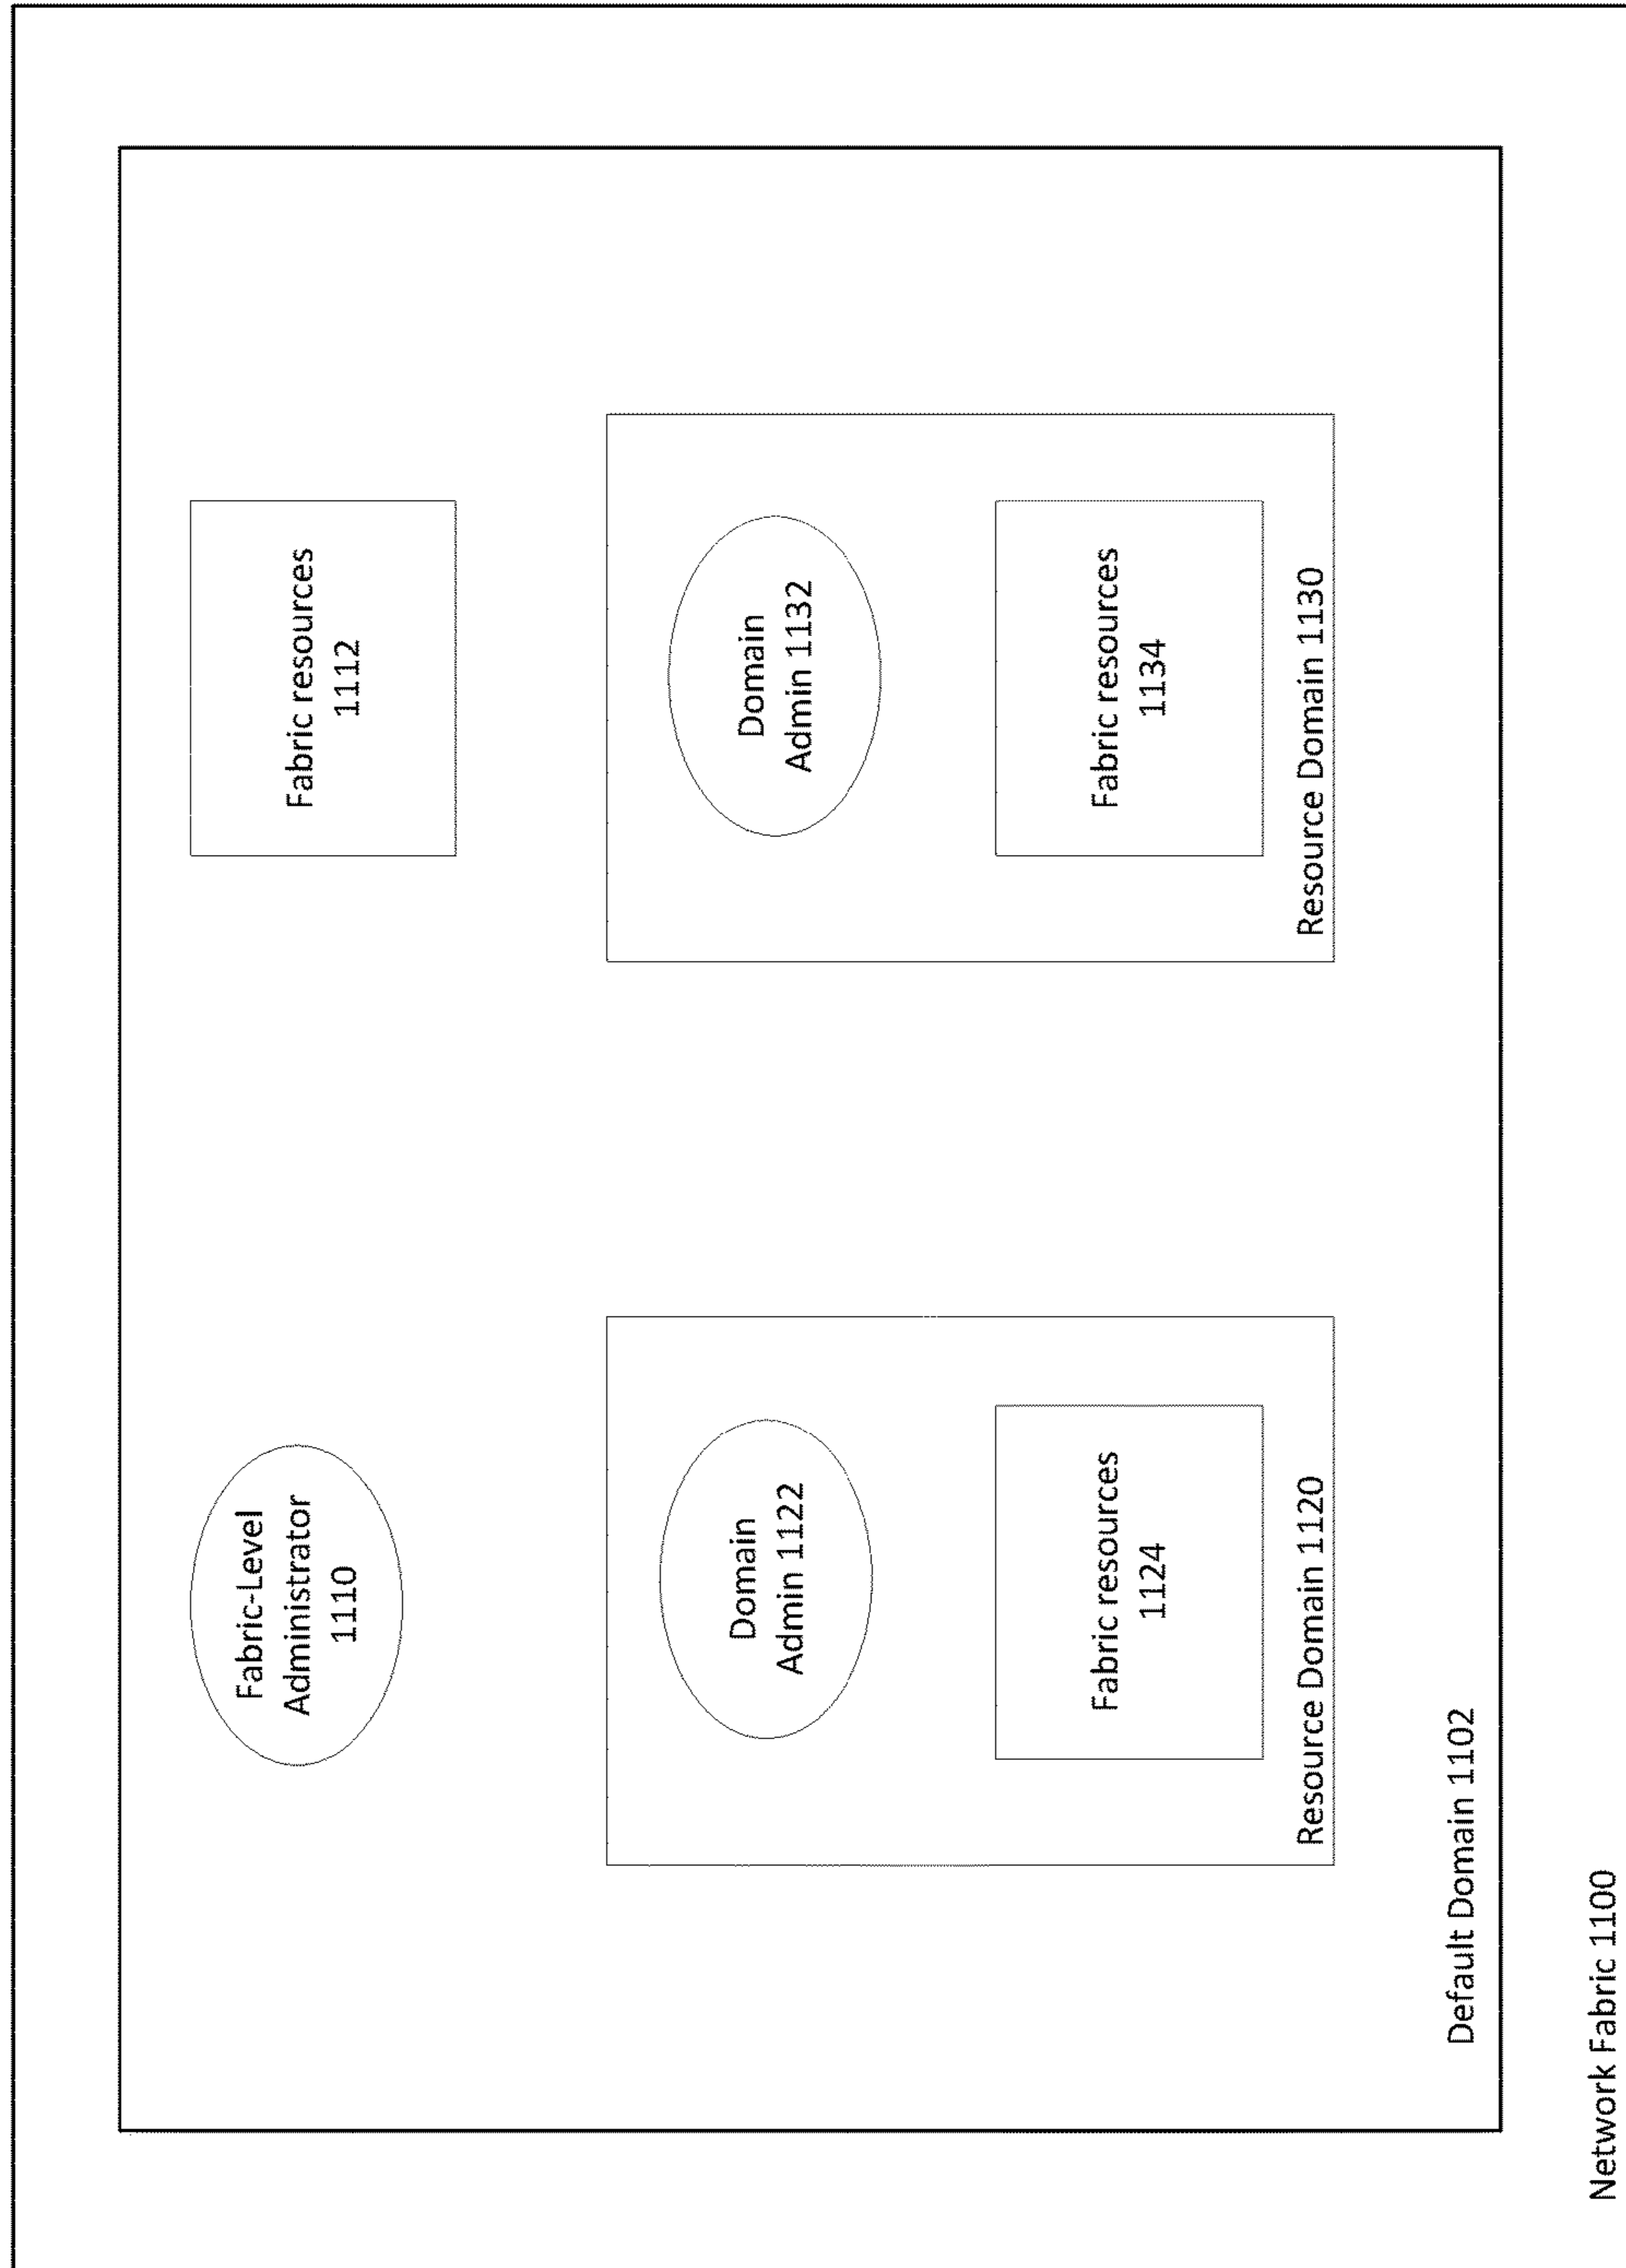 Fabric-Level
Administrator
1110
Fabric resources
1112
Domain
Admin 1122
Fabric resources
1124
Resource Domain 1120
Domain
Admin 1132
Fabric resources
1134
Resource Domain 1130
Default Domain 1102
Network Fabric 1100